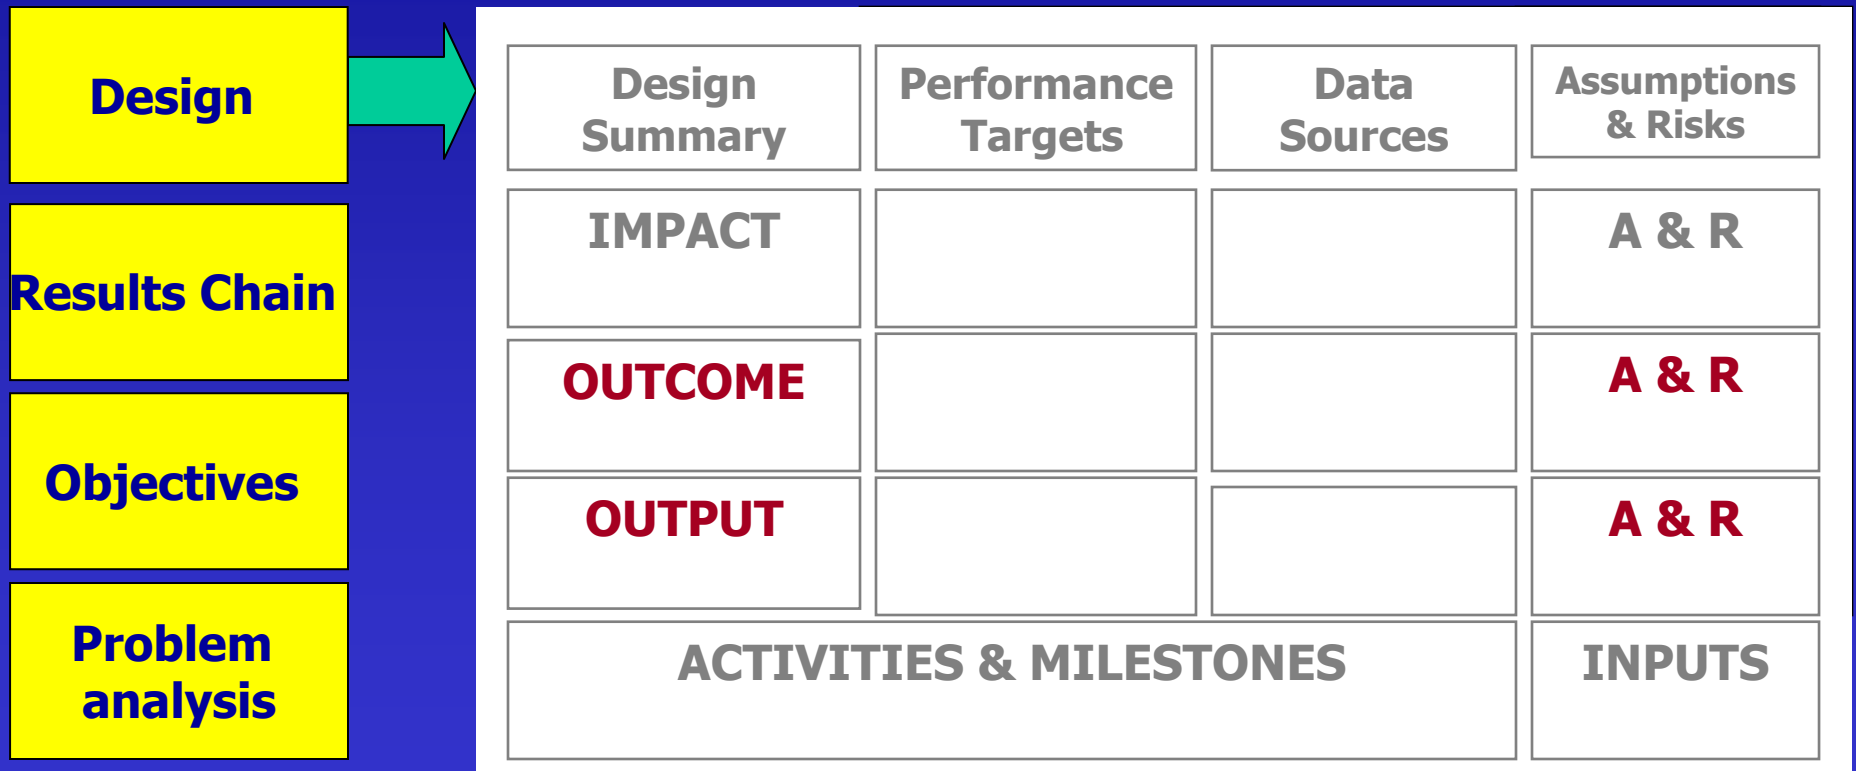 Design
Results Chain
Objectives
Problem
analysis
Design
Summary
Performance
Targets
Data
Sources
Assumptions
& Risks
IMPACT
A & R
OUTCOME
A & R
OUTPUT
A & R
ACTIVITIES & MILESTONES
INPUTS